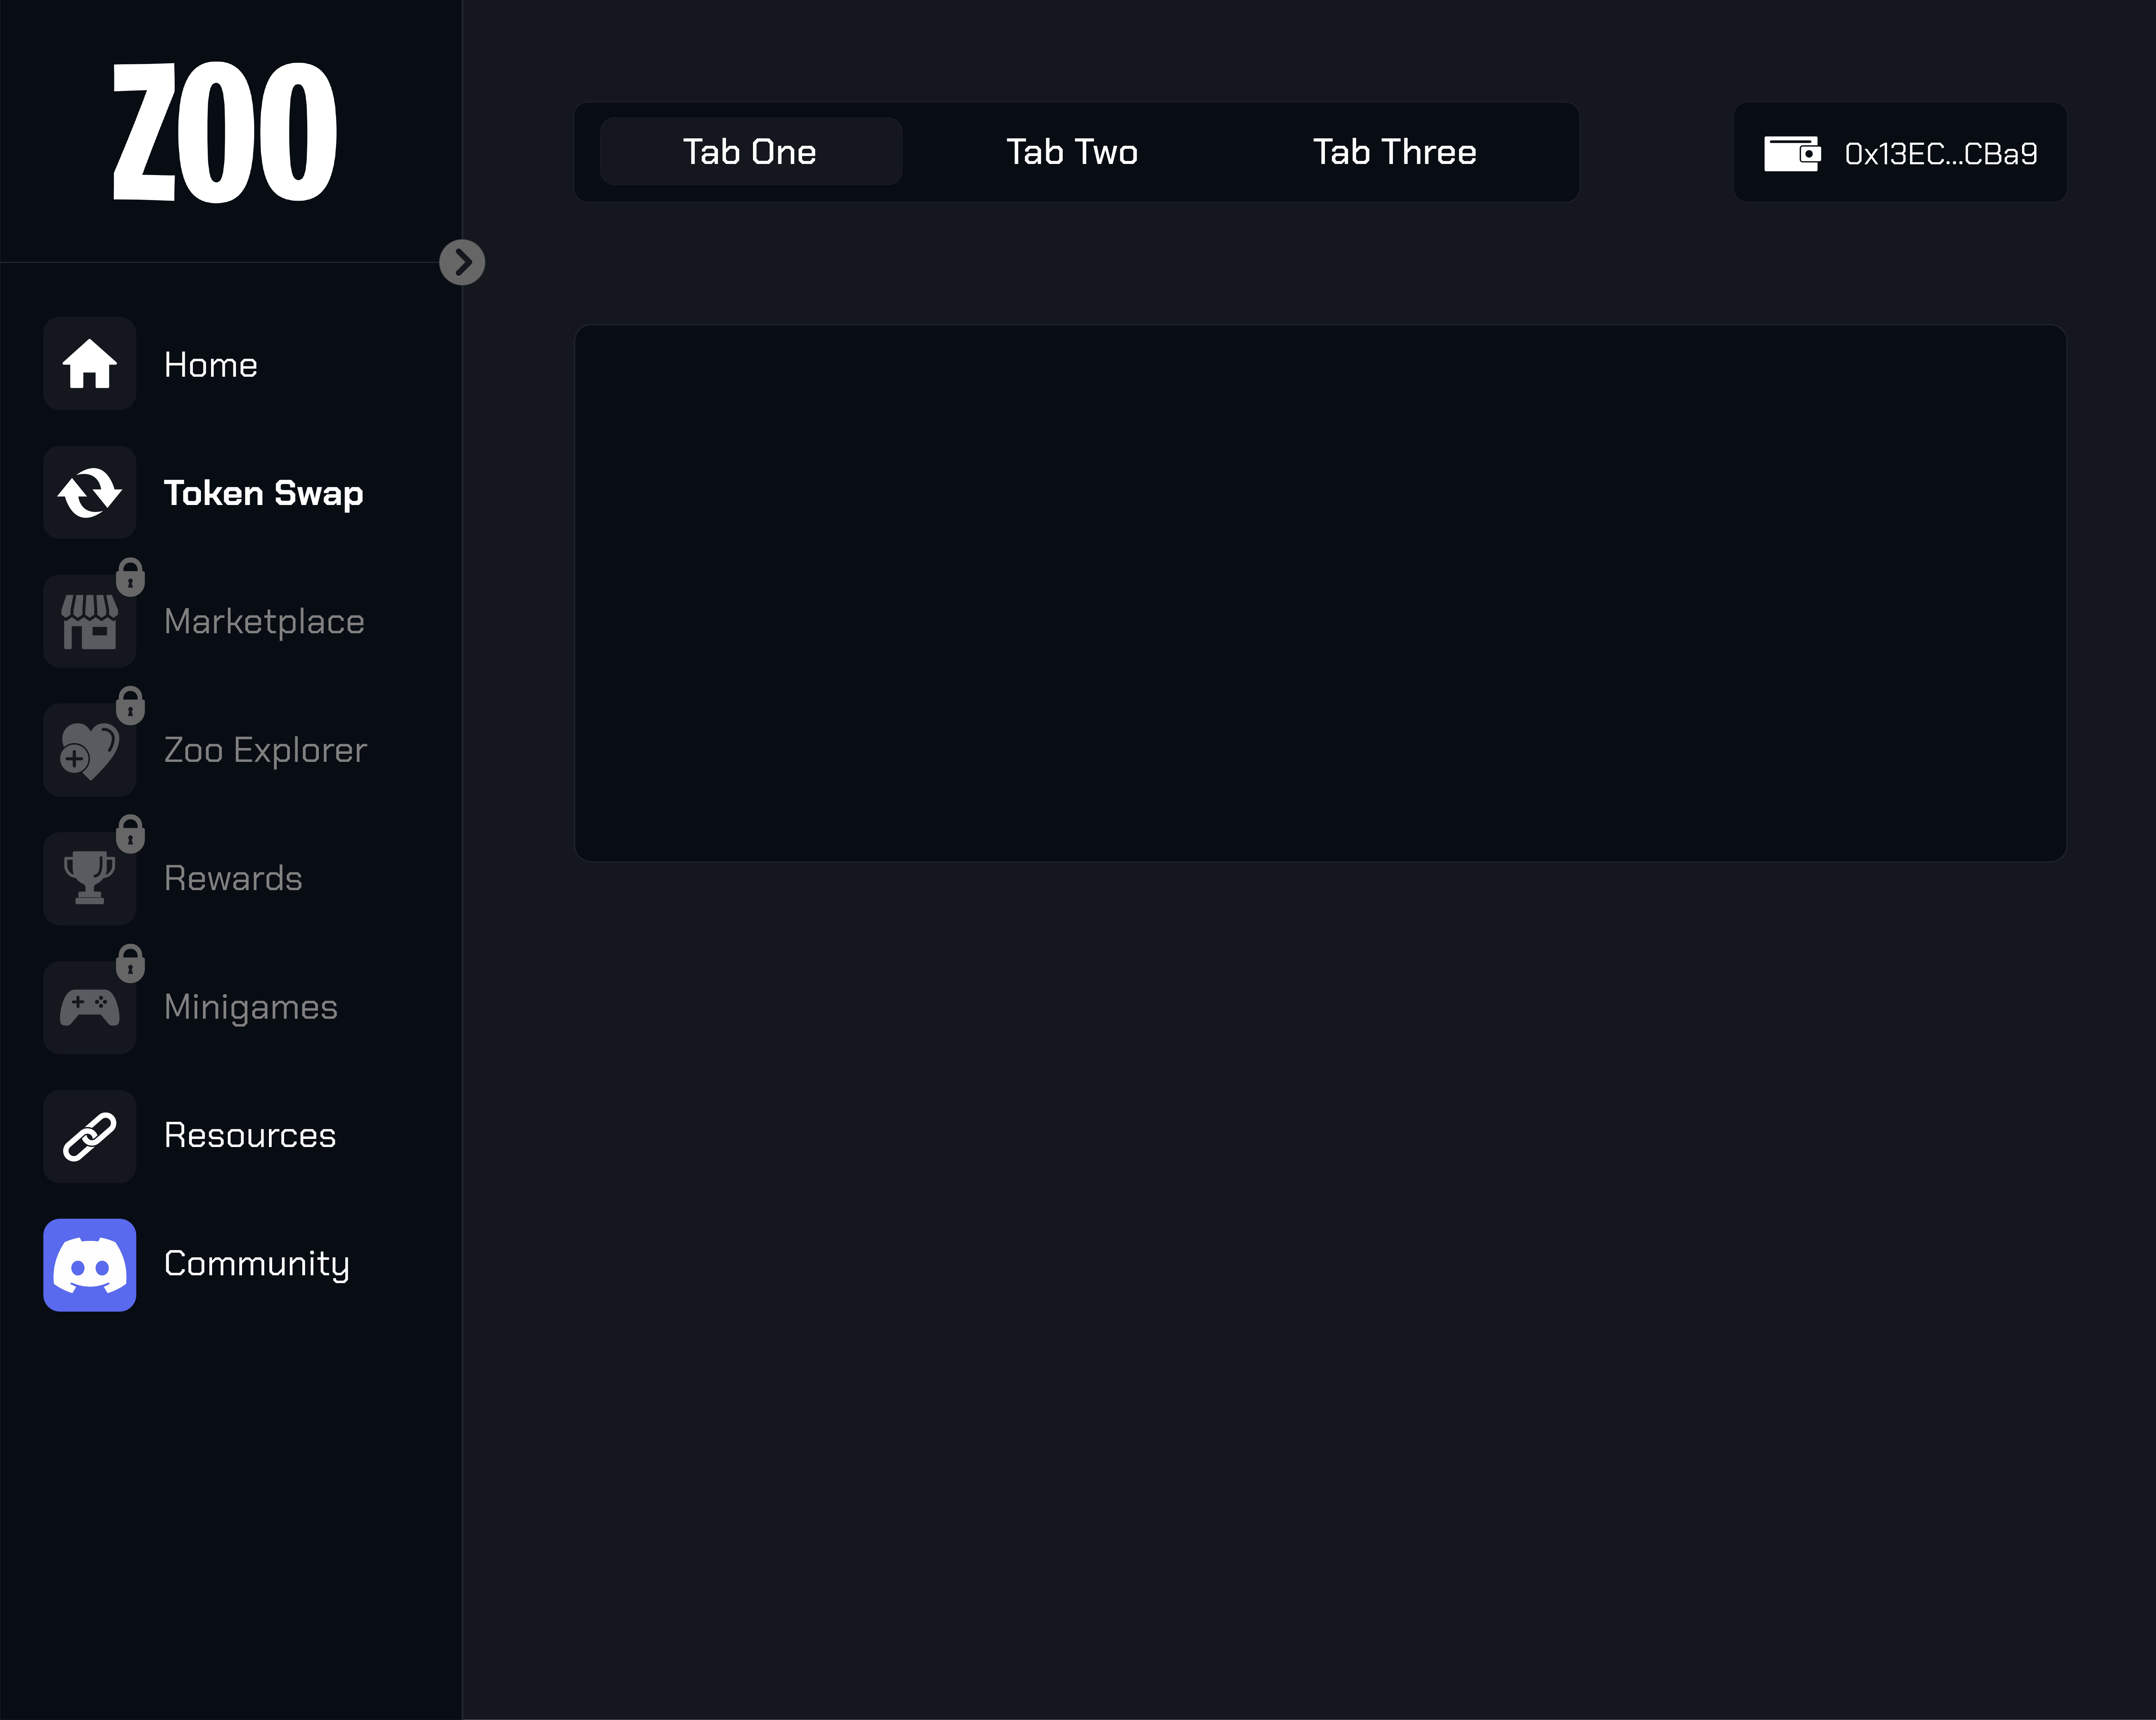 ZOO
Tab One
Tab Two
Tab Three
0x13EC...CBa9
Home
Token Swap
Marketplace
Zoo Explorer
Rewards
Minigames
Resources
Community